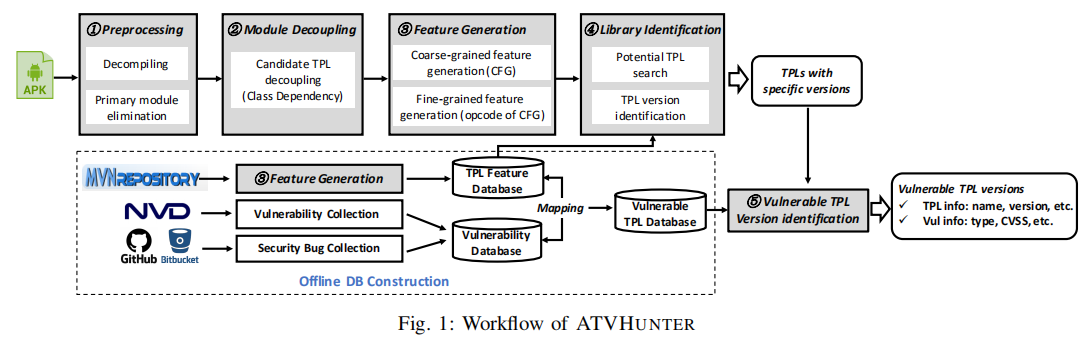 ①Preprocessing
Decompiling
Primary module
elimination
②Module Decoupling
Candidate TPL
decoupling
(Class Dependency)
③Feature Generation
Coarse-grained feature
generation (CFG)
Fine-grained feature
generation (opcode of CFG)
④Library Identification
Potential TPL
search
TPL version
identification
TPLs with
specific versions
APK
MVNREPOSITORY
③Feature Generation
TPL Feature
Database
NVD
Vulnerability Collection
Mapping
Vulnerable
TPL Database
GitHub
Bitbucket
Security Bug Collection
Vulnerability
Database
Offline DB Construction
⑤Vulnerable TPL
Version identification
Vulnerable TPL versions
✓ TPL info: name, version, etc.
✓ Vul info: type, CVSS, etc.
Fig. 1: Workflow of ATVHUNTER